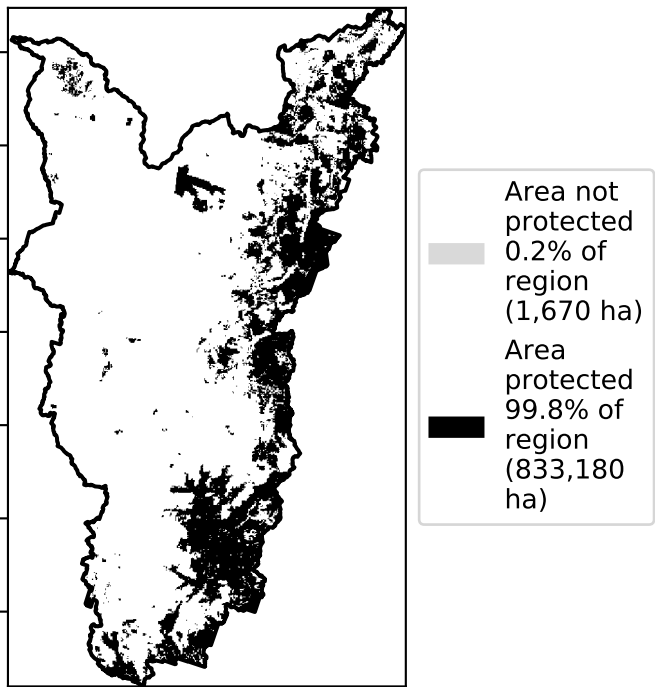 Area not
protected
0.2% of
region
(1,670 ha)
Area
protected
99.8% of
region
(833,180
ha)